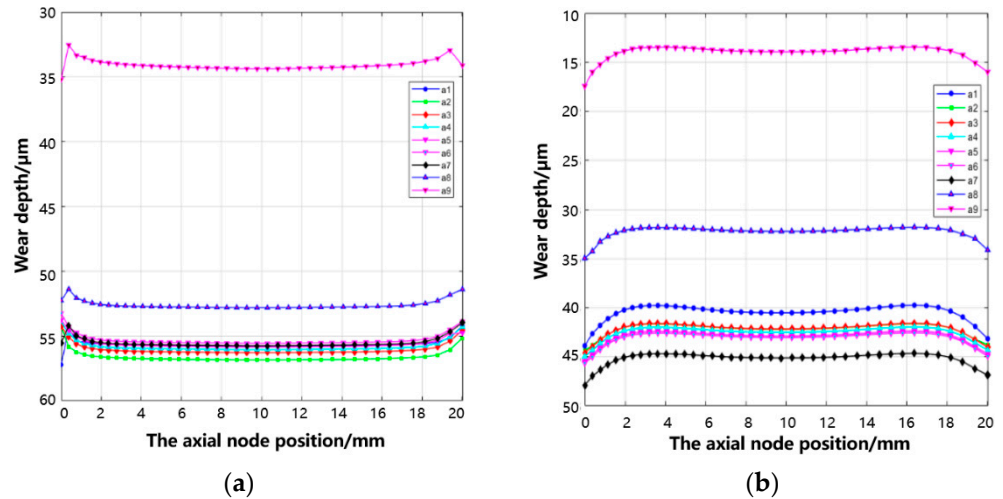 30
35
40
45
50
55
60
Wear depth/μm
a1
a2
a3
a4
a5
a6
a7
a8
a9
0 2 4 6 8 10 12 14 16 18 20
The axial node position/mm
(a)
10
15
20
25
30
35
40
45
50
Wear depth/μm
a1
a2
a3
a4
a5
a6
a7
a8
a9
0 2 4 6 8 10 12 14 16 18 20
The axial node position/mm
(b)